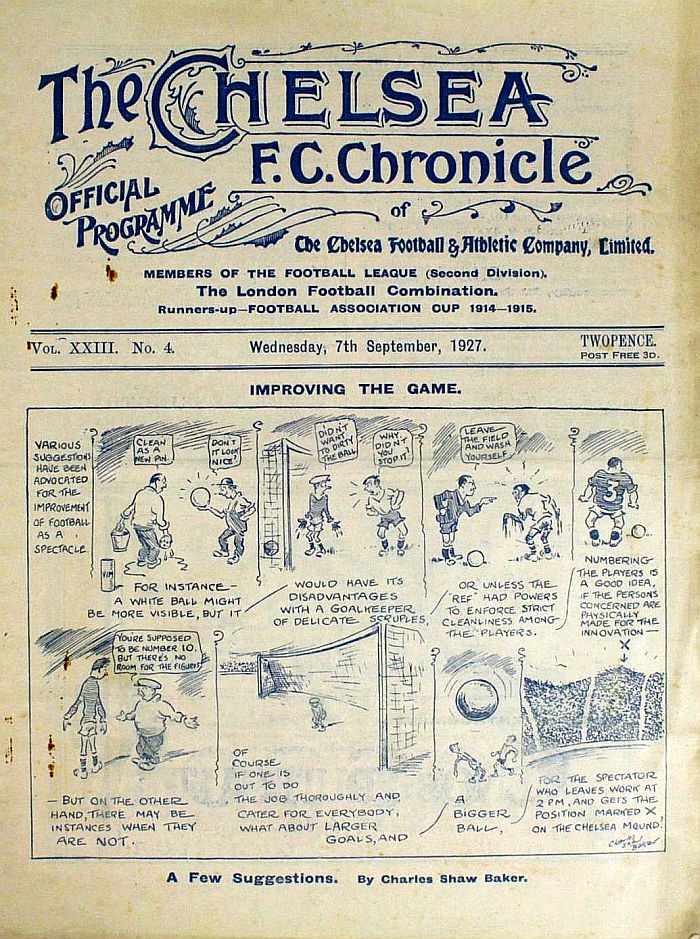 The CHELSEA
F.C. Chronicle
OFFICIAL
PROGRAMME
of
The Chelsea Football & Athletic Company, Limited.
MEMBERS OF THE FOOTBALL LEAGUE (Second Division).
The London Football Combination.
Runners-up—FOOTBALL ASSOCIATION CUP 1914—1915.
VOL. XXIII. No. 4.
Wednesday, 7th September, 1927.
TWOPENCE.
POST FREE 3D.
IMPROVING THE GAME.
VARIOUS
SUGGESTIONS
HAVE BEEN
ADVOCATED
FOR THE
IMPROVEMENT
OF FOOTBALL
AS A
SPECTACLE.
CLEAN
AS A
NEW PIN.
DON'T
IT LOOK
NICE!
VIM
FOR INSTANCE—
A WHITE BALL MIGHT
BE MORE VISIBLE, BUT IT
DIDN'T
WANT
TO DIRTY
THE BALL
WHY
DIDN'T
YOU
STOP IT?
WOULD HAVE ITS
DISADVANTAGES
WITH A GOALKEEPER
OF DELICATE SCRUPLES,
LEAVE
THE FIELD
AND WASH
YOURSELF
OR UNLESS THE
"REF" HAD POWERS
TO ENFORCE STRICT
CLEANLINESS AMONG
THE PLAYERS.
3
NUMBERING
THE PLAYERS IS
A GOOD IDEA,
IF THE PERSONS
CONCERNED ARE
PHYSICALLY
MADE FOR THE
INNOVATION—
YOU'RE SUPPOSED
TO BE NUMBER 10.
BUT THERE'S NO
ROOM FOR THE FIGURES
— BUT ON THE OTHER
HAND, THERE MAY BE
INSTANCES WHEN THEY
ARE NOT.
OF
COURSE
IF ONE IS
OUT TO DO
THE JOB THOROUGHLY AND
CATER FOR EVERYBODY,
WHAT ABOUT LARGER
GOALS, AND
A
BIGGER
BALL,
X
FOR THE SPECTATOR
WHO LEAVES WORK AT
2 PM, AND GETS THE
POSITION MARKED X
ON THE CHELSEA MOUND.
CHARLES
SHAW
BAKER
A Few Suggestions. By Charles Shaw Baker.